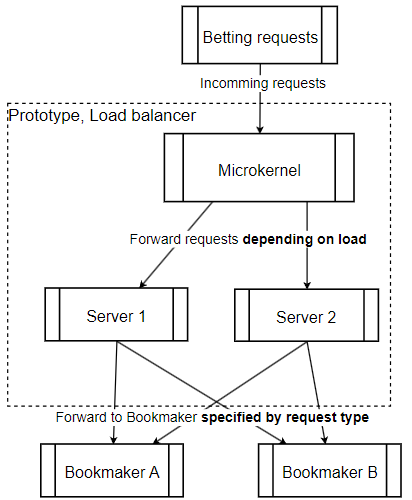 Betting requests
Incomming requests
Prototype, Load balancer
Microkernel
Forward requests depending on load
Server 1
Server 2
Forward to Bookmaker specified by request type
Bookmaker A
Bookmaker B